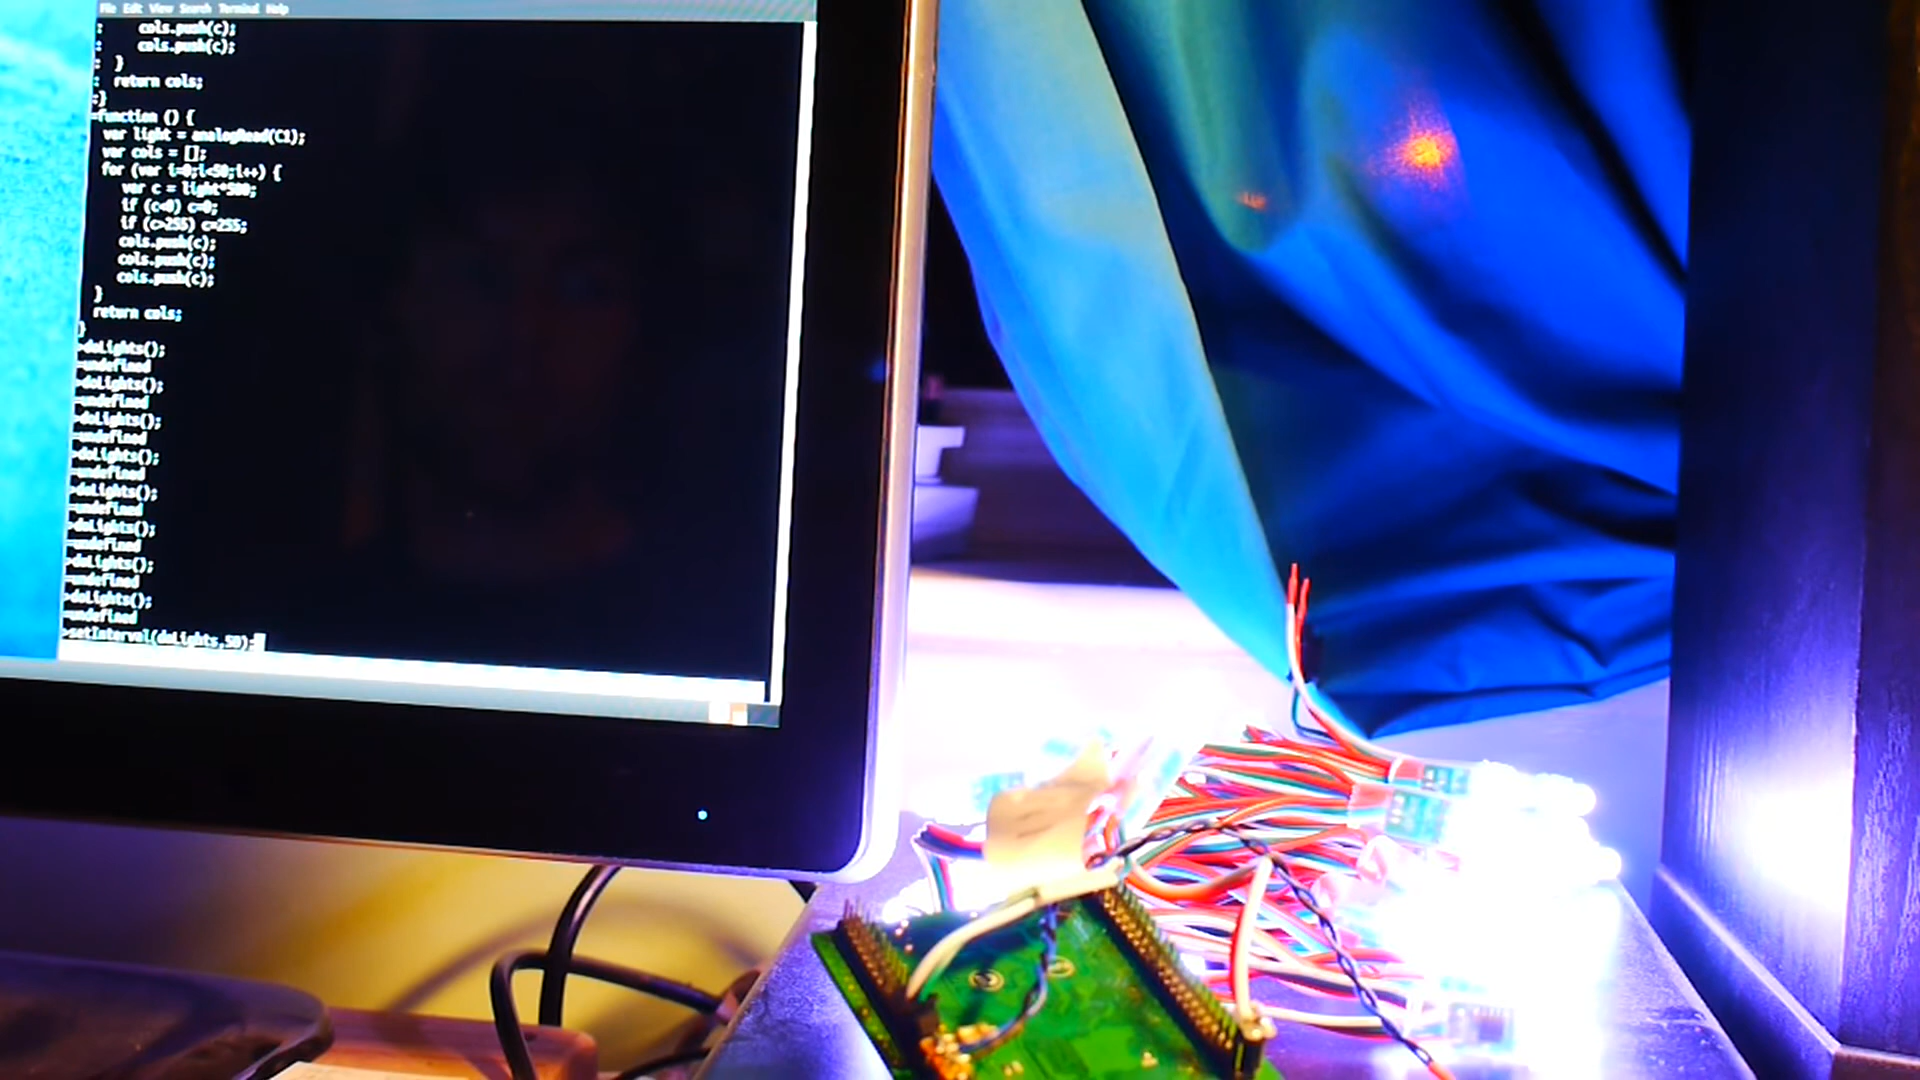 File Edit View Search Terminal Help
:     cols.push(c);
:     cols.push(c);
:  }
:  return cols;
:}
=function () {
 var light = analogRead(C1);
 var cols = [];
 for (var i=0;i<50;i++) {
   var c = light*500;
   if (c<0) c=0;
   if (c>255) c=255;
   cols.push(c);
   cols.push(c);
   cols.push(c);
 }
 return cols;
}
>doLights();
=undefined
>doLights();
=undefined
>doLights();
=undefined
>doLights();
=undefined
>doLights();
=undefined
>doLights();
=undefined
>doLights();
=undefined
>doLights();
=undefined
>setInterval(doLights,50);